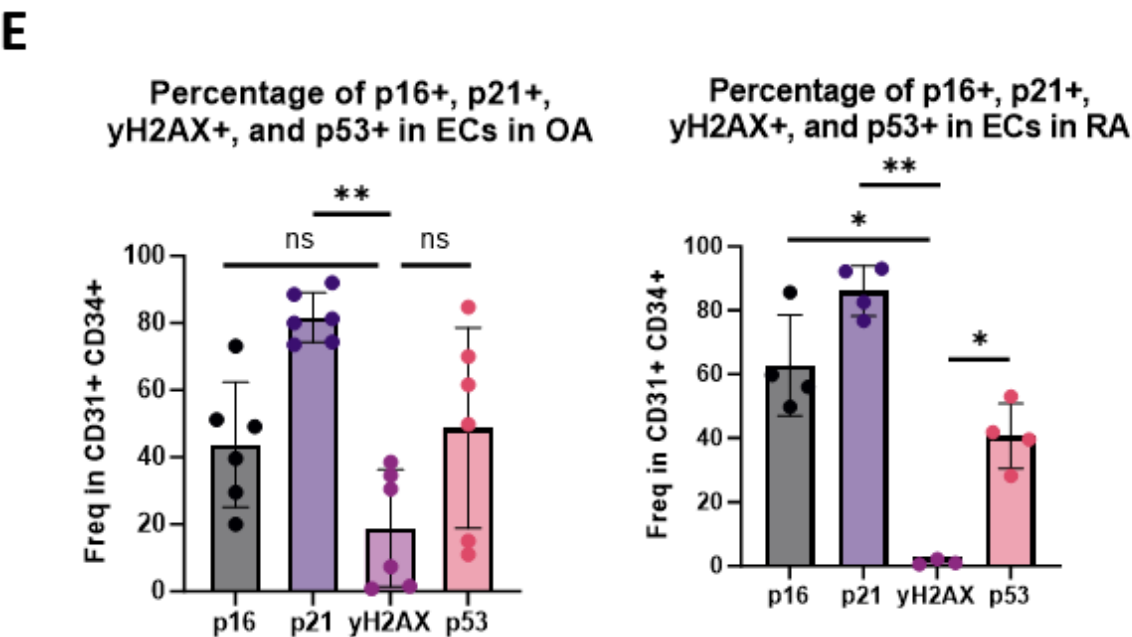 E
Percentage of p16+, p21+,
yH2AX+, and p53+ in ECs in OA
**
ns
ns
100
80
60
40
20
0
Freq in CD31+ CD34+
p16 p21 yH2AX p53
Percentage of p16+, p21+,
yH2AX+, and p53+ in ECs in RA
**
*
*
100
80
60
40
20
0
Freq in CD31+ CD34+
p16 p21 yH2AX p53